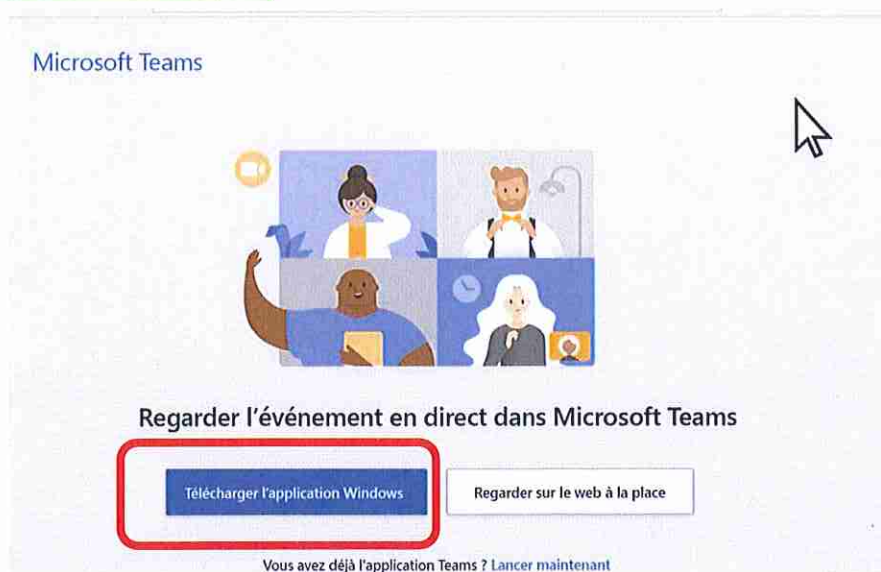 Microsoft Teams
Regarder l'événement en direct dans Microsoft Teams
Télécharger l'application Windows
Regarder sur le web à la place
Vous avez déjà l'application Teams ? Lancer maintenant